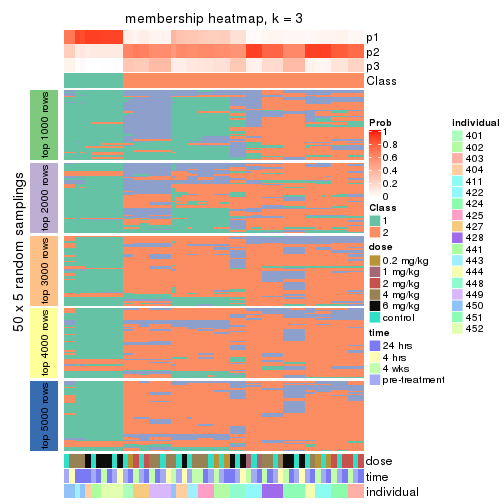 membership heatmap, k = 3
p1
p2
p3
Class
50 x 5 random samplings
top 1000 rows
top 2000 rows
top 3000 rows
top 4000 rows
top 5000 rows
dose
time
individual
Prob
1
0.8
0.6
0.4
0.2
0
Class
1
2
dose
0.2 mg/kg
1 mg/kg
2 mg/kg
4 mg/kg
6 mg/kg
control
time
24 hrs
4 hrs
4 wks
pre-treatment
individual
401
402
403
404
411
422
424
425
427
428
441
443
444
448
449
450
451
452